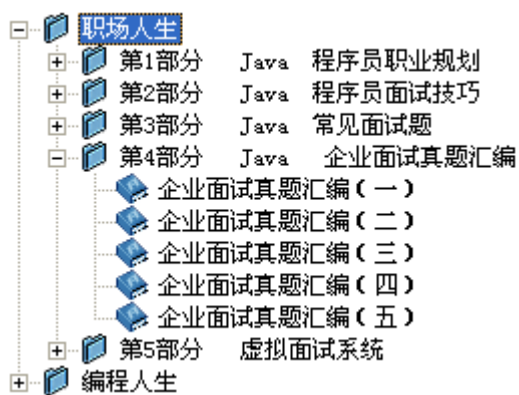 职场人生
第1部分 Java 程序员职业规划
第2部分 Java 程序员面试技巧
第3部分 Java 常见面试题
第4部分 Java 企业面试真题汇编
企业面试真题汇编(一)
企业面试真题汇编(二)
企业面试真题汇编(三)
企业面试真题汇编(四)
企业面试真题汇编(五)
第5部分 虚拟面试系统
编程人生